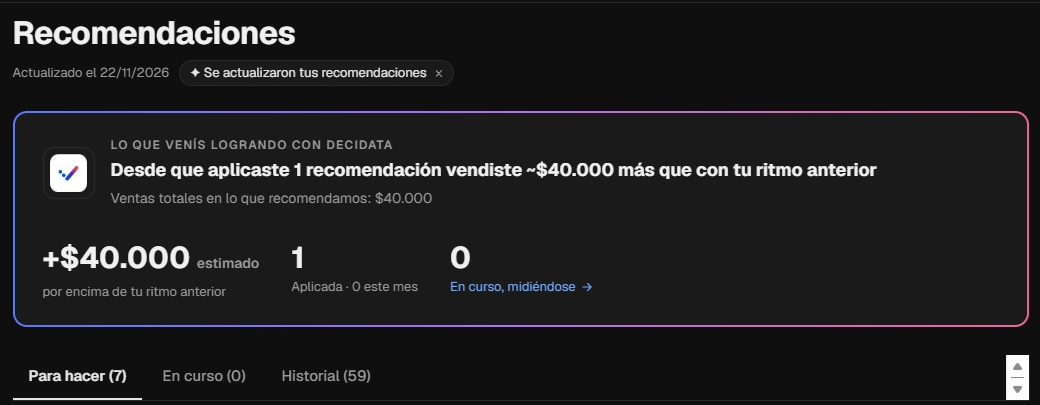 Recomendaciones
Actualizado el 22/11/2026 ✦ Se actualizaron tus recomendaciones ×
LO QUE VENÍS LOGRANDO CON DECIDATA
Desde que aplicaste 1 recomendación vendiste ~$40.000 más que con tu ritmo anterior
Ventas totales en lo que recomendamos: $40.000
+$40.000 estimado
por encima de tu ritmo anterior
1
Aplicada · 0 este mes
0
En curso, midiéndose →
Para hacer (7) En curso (0) Historial (59)